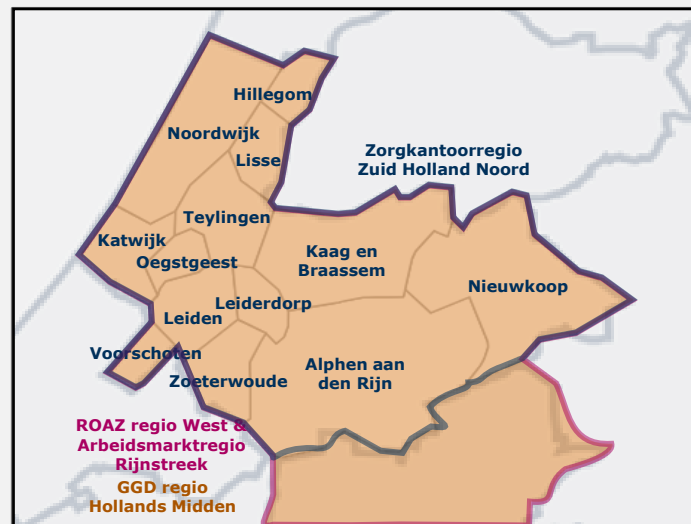 Hillegom
Noordwijk
Lisse
Zorgkantoorregio
Zuid Holland Noord
Teylingen
Katwijk
Oegstgeest
Kaag en
Braassem
Nieuwkoop
Leiderdorp
Leiden
Voorschoten
Zoeterwoude
Alphen aan
den Rijn
ROAZ regio West &
Arbeidsmarktregio
Rijnstreek
GGD regio
Hollands Midden